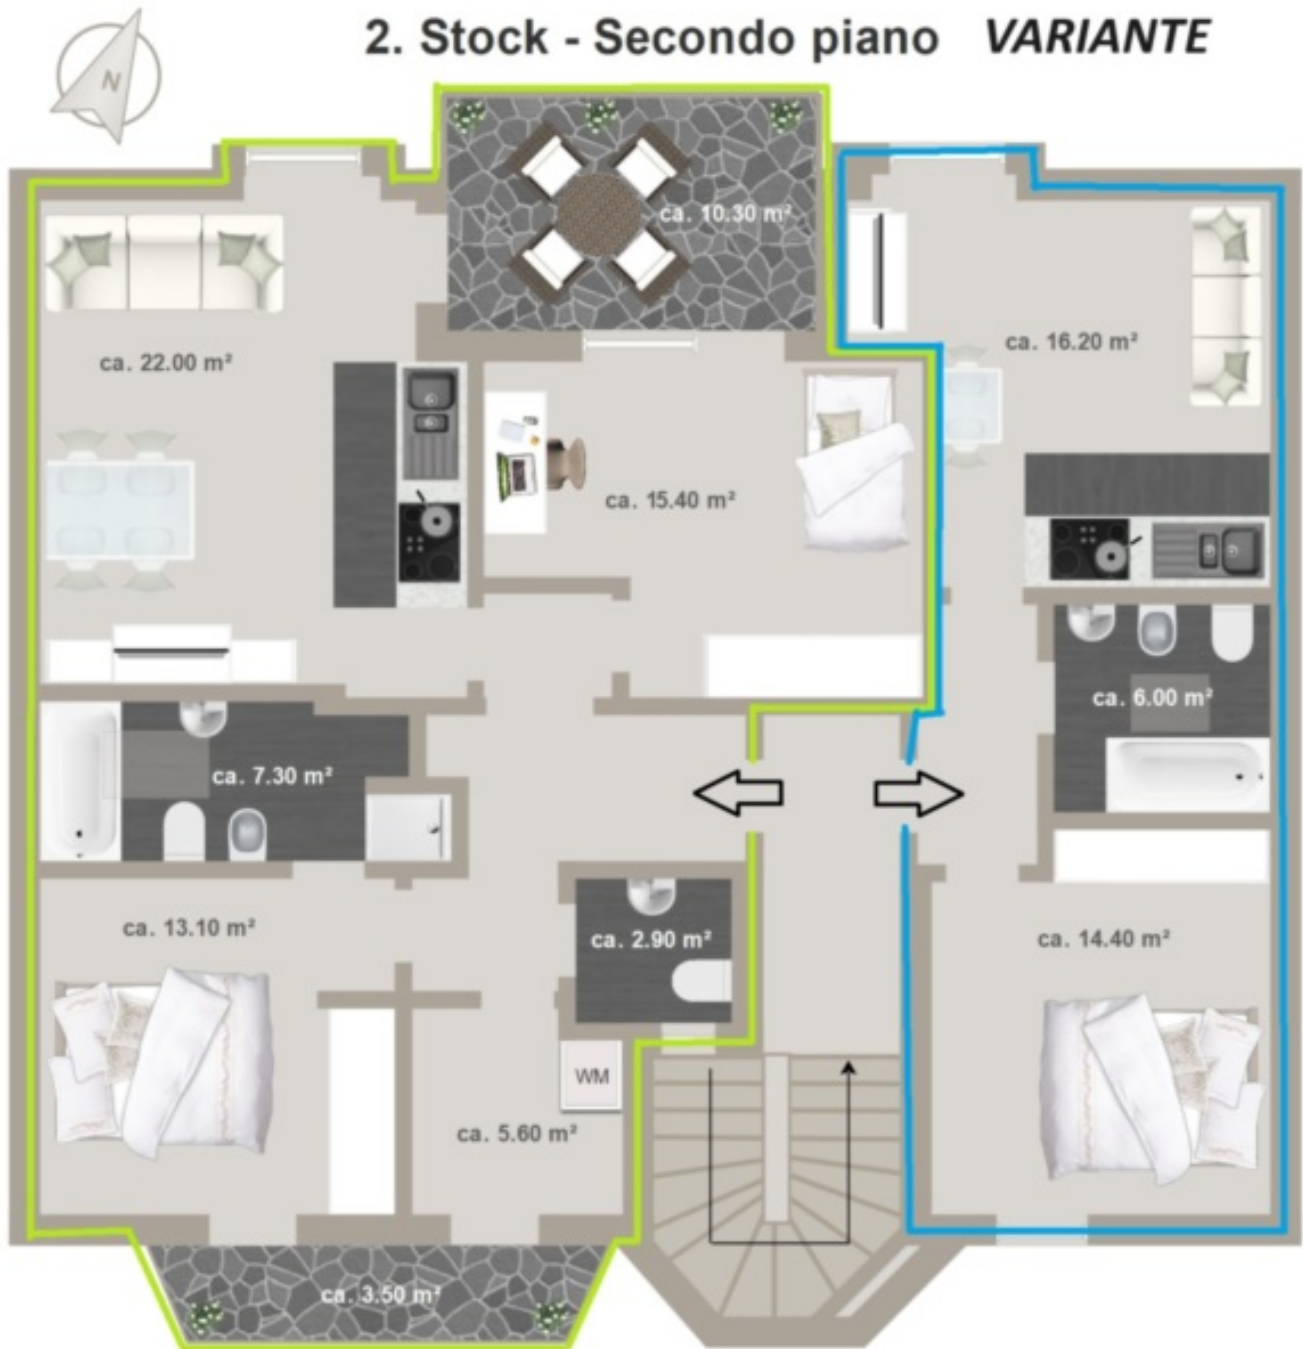 2. Stock - Secondo piano VARIANTE
N
ca. 10.30 m²
ca. 22.00 m²
ca. 16.20 m²
ca. 15.40 m²
ca. 6.00 m²
ca. 7.30 m²
ca. 13.10 m²
ca. 2.90 m²
ca. 14.40 m²
WM
ca. 5.60 m²
ca. 3.50 m²